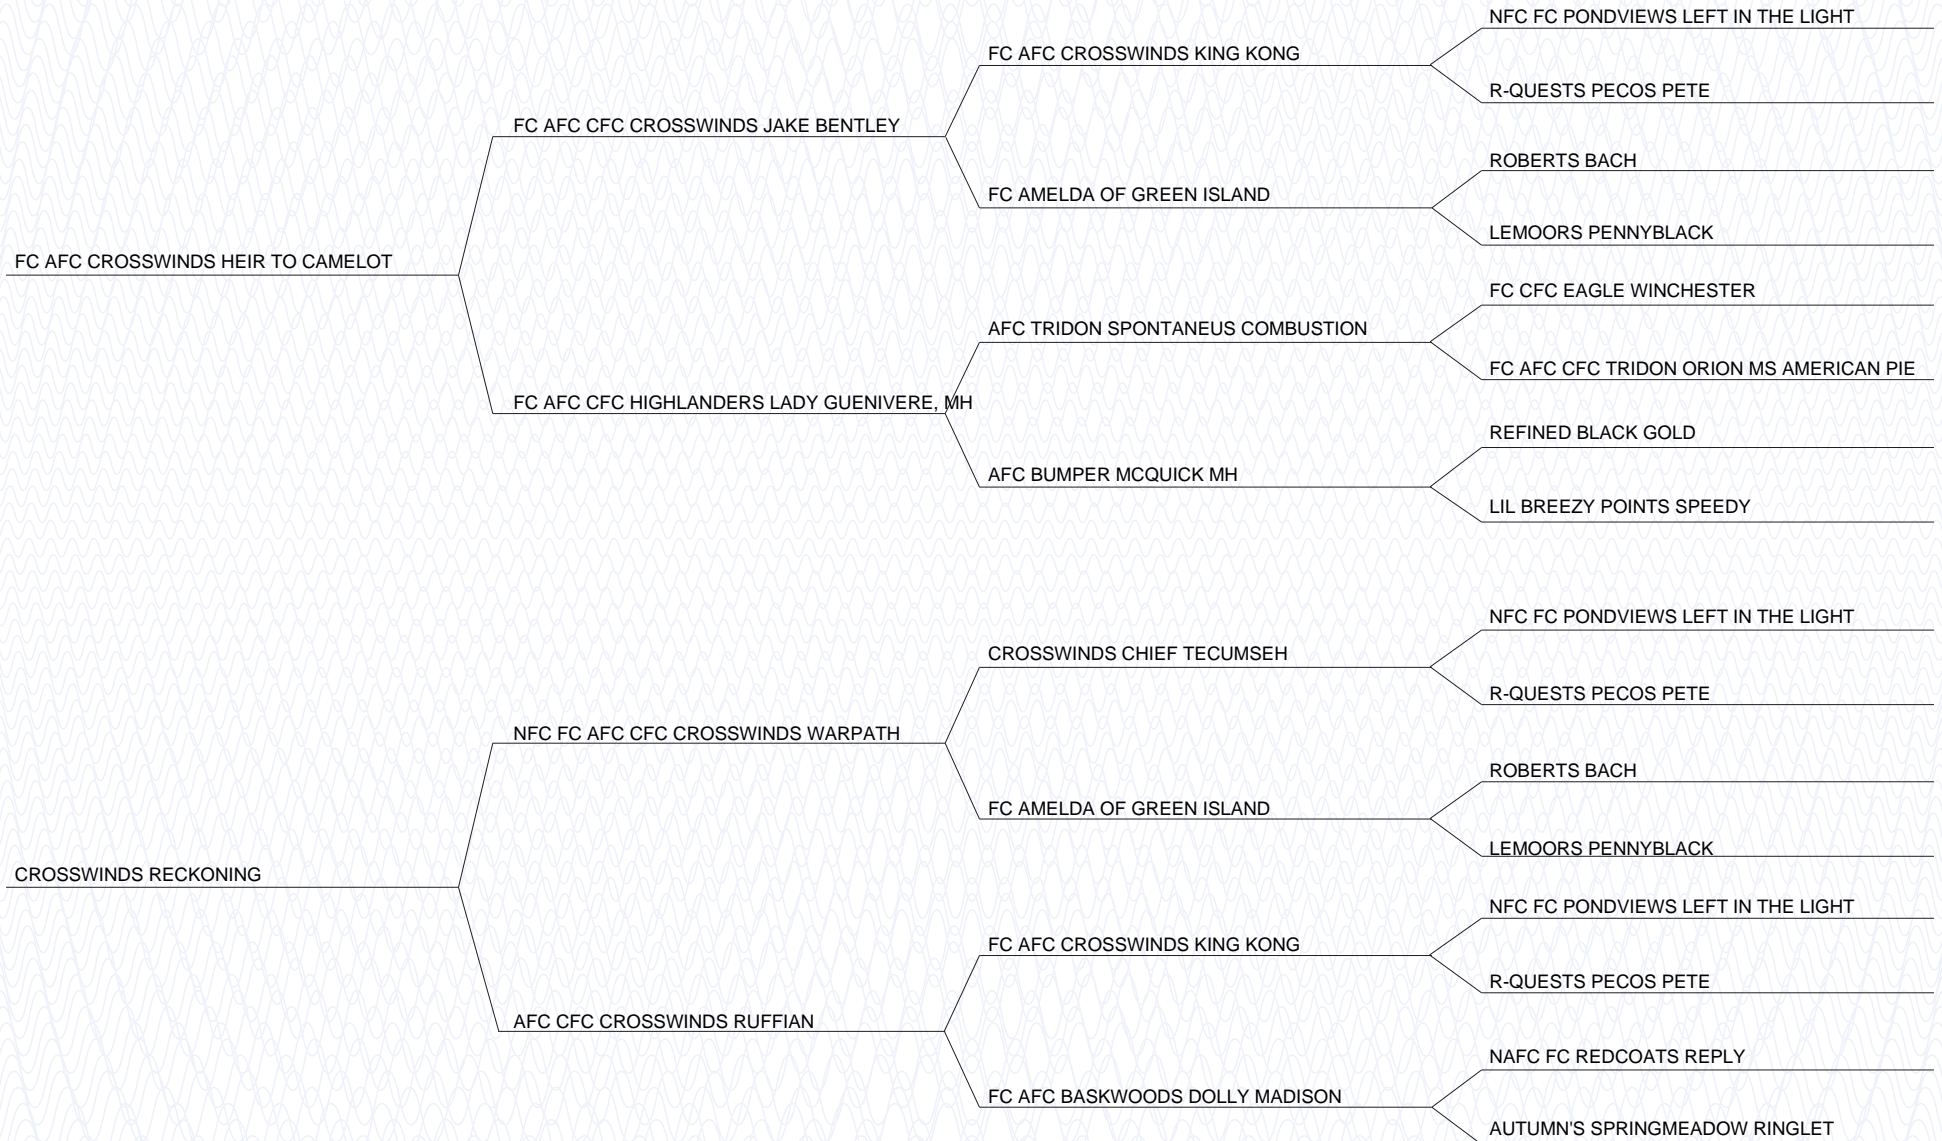 NFC FC PONDVIEWS LEFT IN THE LIGHT
FC AFC CROSSWINDS KING KONG
R-QUESTS PECOS PETE
FC AFC CFC CROSSWINDS JAKE BENTLEY
ROBERTS BACH
FC AMELDA OF GREEN ISLAND
LEMOORS PENNYBLACK
FC AFC CROSSWINDS HEIR TO CAMELOT
FC CFC EAGLE WINCHESTER
AFC TRIDON SPONTANEUS COMBUSTION
FC AFC CFC TRIDON ORION MS AMERICAN PIE
FC AFC CFC HIGHLANDERS LADY GUENIVERE, MH
REFINED BLACK GOLD
AFC BUMPER MCQUICK MH
LIL BREEZY POINTS SPEEDY
NFC FC PONDVIEWS LEFT IN THE LIGHT
CROSSWINDS CHIEF TECUMSEH
R-QUESTS PECOS PETE
NFC FC AFC CFC CROSSWINDS WARPATH
ROBERTS BACH
FC AMELDA OF GREEN ISLAND
LEMOORS PENNYBLACK
CROSSWINDS RECKONING
NFC FC PONDVIEWS LEFT IN THE LIGHT
FC AFC CROSSWINDS KING KONG
R-QUESTS PECOS PETE
AFC CFC CROSSWINDS RUFFIAN
NAFC FC REDCOATS REPLY
FC AFC BASKWOODS DOLLY MADISON
AUTUMN'S SPRINGMEADOW RINGLET